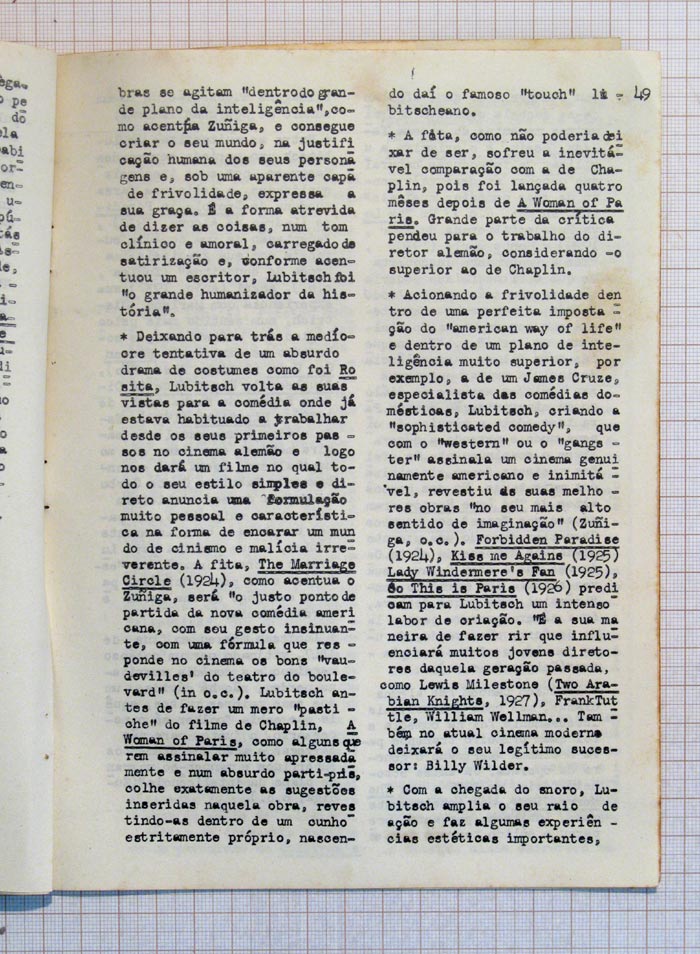 bras se agitam "dentrodo gran-
de plano da inteligência",co-
mo acentua Zuñiga, e consegue
criar o seu mundo, na justifi
cação humana dos seus persona
gens e, sob uma aparente capa
de frivolidade, expressa a
sua graça. É a forma atrevida
de dizer as coisas, num tom
clínico e amoral, carregado de
satirização e, conforme acen-
tuou um escritor, Lubitsch foi
"o grande humanizador da his-
tória".
* Deixando para trás a medío-
cre tentativa de um absurdo
drama de costumes como foi Ro
sita, Lubitsch volta as suas
vistas para a comédia onde já
estava habituado a trabalhar
desde os seus primeiros pas -
sos no cinema alemão e logo
nos dará um filme no qual to-
do o seu estilo simples e di-
reto anuncia uma formulação
muito pessoal e característi-
ca na forma de encarar um mun
do de cinismo e malícia irre-
verente. A fita, The Marriage
Circle (1924), como acentua o
Zuñiga, será "o justo ponto de
partida da nova comédia ameri
cana, com seu gesto insinuan-
te, com uma fórmula que res -
ponde no cinema os bons "vau-
devilles' do teatro do boule-
vard" (in o.c.). Lubitsch an-
tes de fazer um mero "pasti -
che" do filme de Chaplin, A
Woman of Paris, como alguns que
rem assinalar muito apressada
mente e num absurdo parti-pris,
colhe exatamente as sugestões
inseridas naquela obra, reves
tindo-as dentro de um cunho
estritamente próprio, nascen-
do daí o famoso "touch" lu - 49
bitscheano.
* A fita, como não poderia dei
xar de ser, sofreu a inevitá-
vel comparação com a de Cha-
plin, pois foi lançada quatro
mêses depois de A Woman of Pa
ris. Grande parte da crítica
pendeu para o trabalho do di-
retor alemão, considerando -o
superior ao de Chaplin.
* Acionando a frivolidade den
tro de uma perfeita imposta -
ção do "american way of life"
e dentro de um plano de inte-
ligência muito superior, por
exemplo, a de um James Cruze,
especialista das comédias do-
mésticas, Lubitsch, criando a
"sophisticated comedy", que
com o "western" ou o "gangs -
ter" assinala um cinema genui
namente americano e inimitá -
vel, revestiu as suas melho -
res obras "no seu mais alto
sentido de imaginação" (Zuñi-
ga, o.c.). Forbidden Paradise
(1924), Kiss me Agains (1925)
Lady Windermere's Fan (1925),
So This is Paris (1926) predi
cam para Lubitsch um intenso
labor de criação. "É a sua ma
neira de fazer rir que influ-
enciará muitos jovens direto-
res daquela geração passada,
como Lewis Milestone (Two Ara-
bian Knights, 1927), FrankTut
tle, William Wellman... Tam -
bém no atual cinema moderno
deixará o seu legítimo suces-
sor: Billy Wilder.
* Com a chegada do snoro, Lu-
bitsch amplia o seu raio de
ação e faz algumas experiên -
cias estéticas importantes,